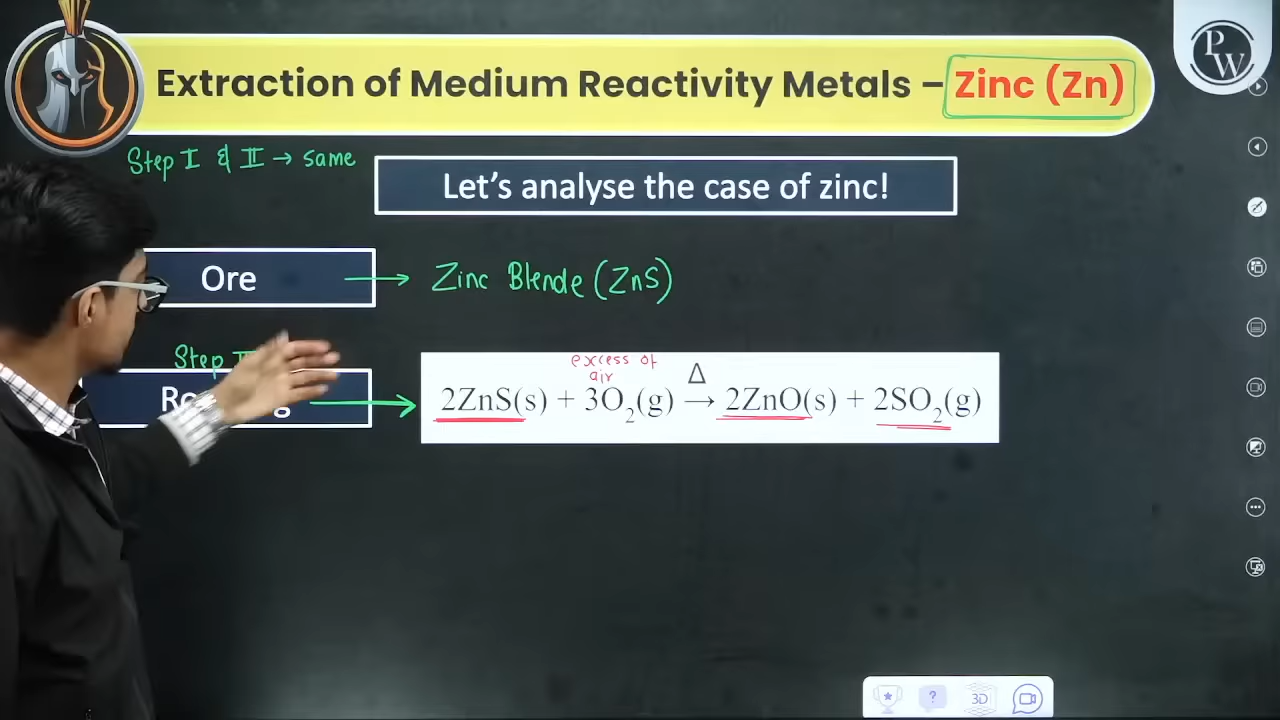 Extraction of Medium Reactivity Metals – Zinc (Zn)
PW
Step I & II → same
Let's analyse the case of zinc!
Ore → Zinc Blende (ZnS)
Step
excess of
air
2ZnS(s) + 3O₂(g) →Δ 2ZnO(s) + 2SO₂(g)
?
3D